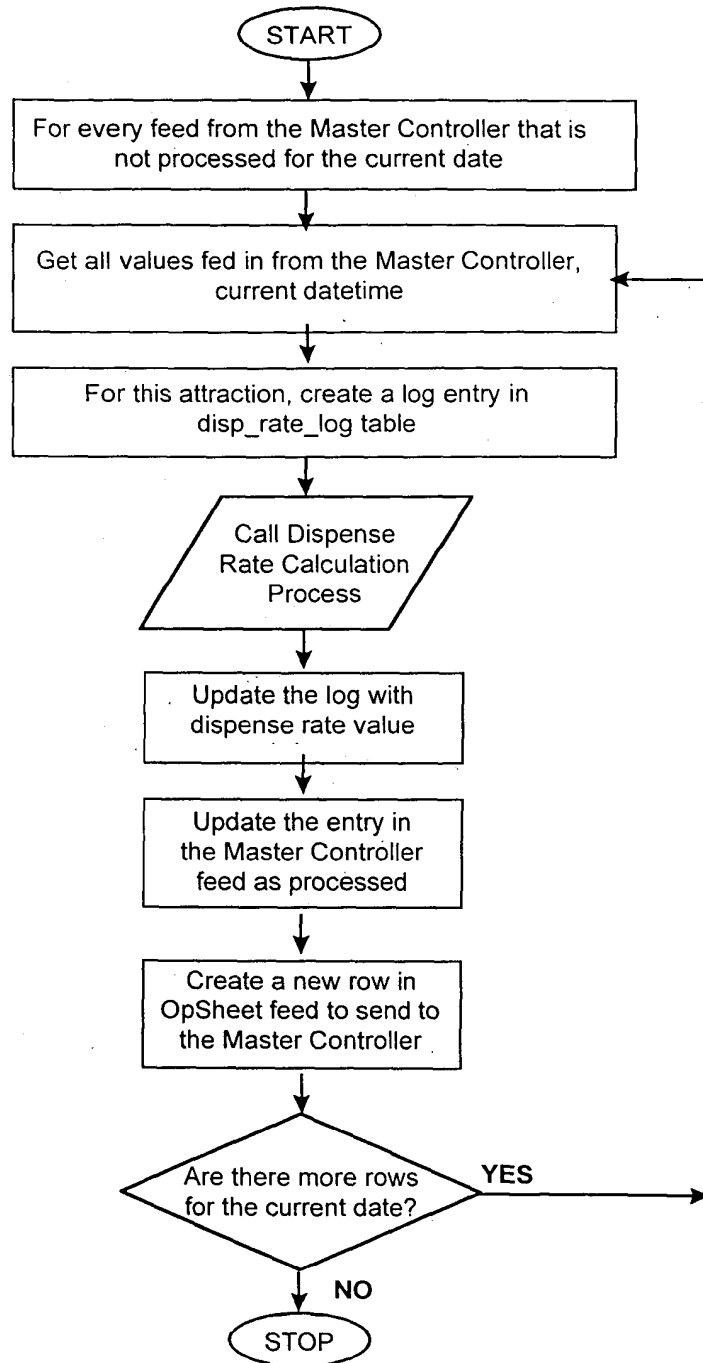 START
For every feed from the Master Controller that is
not processed for the current date
Get all values fed in from the Master Controller,
current datetime
For this attraction, create a log entry in
disp_rate_log table
Call Dispense
Rate Calculation
Process
Update the log with
dispense rate value
Update the entry in
the Master Controller
feed as processed
Create a new row in
OpSheet feed to send to
the Master Controller
Are there more rows
for the current date?
YES
NO
STOP